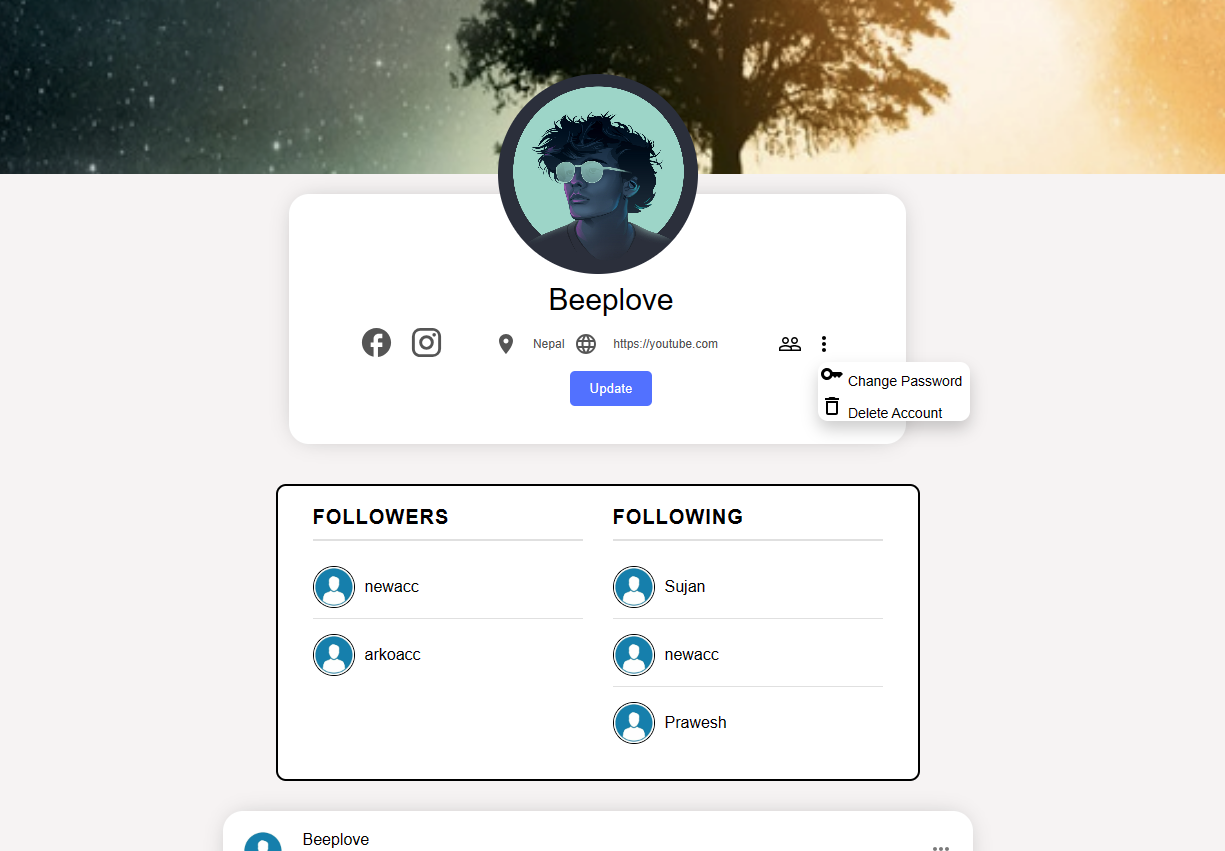 Beeplove
Nepal https://youtube.com
Update
Change Password
Delete Account
FOLLOWERS
newacc
arkoacc
FOLLOWING
Sujan
newacc
Prawesh
Beeplove